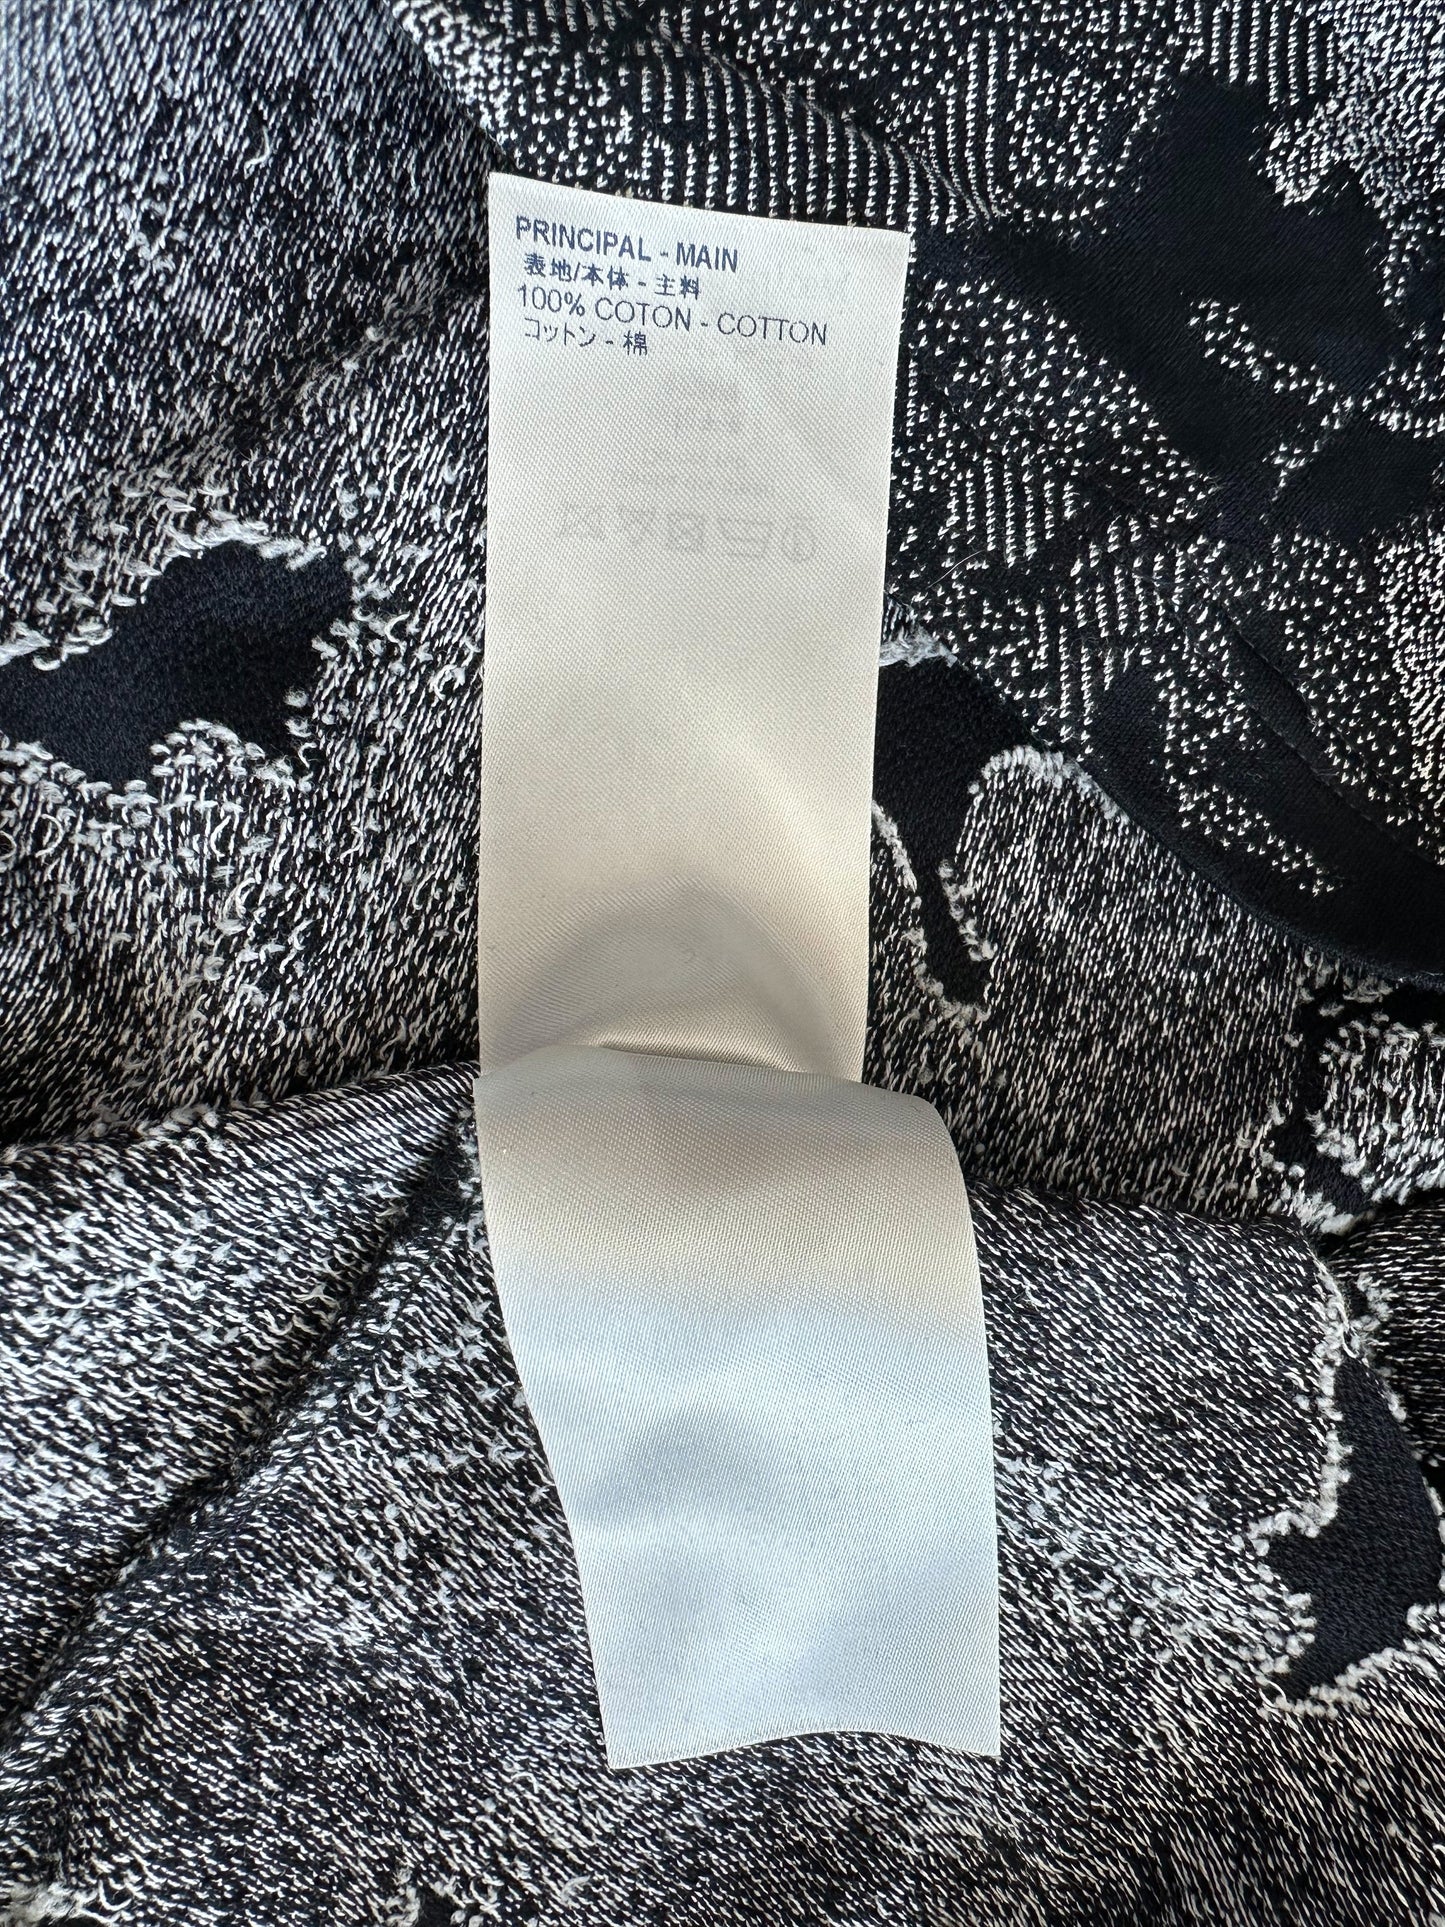 PRINCIPAL - MAIN
表地/本体 - 主料
100% COTON - COTTON
コットン - 棉